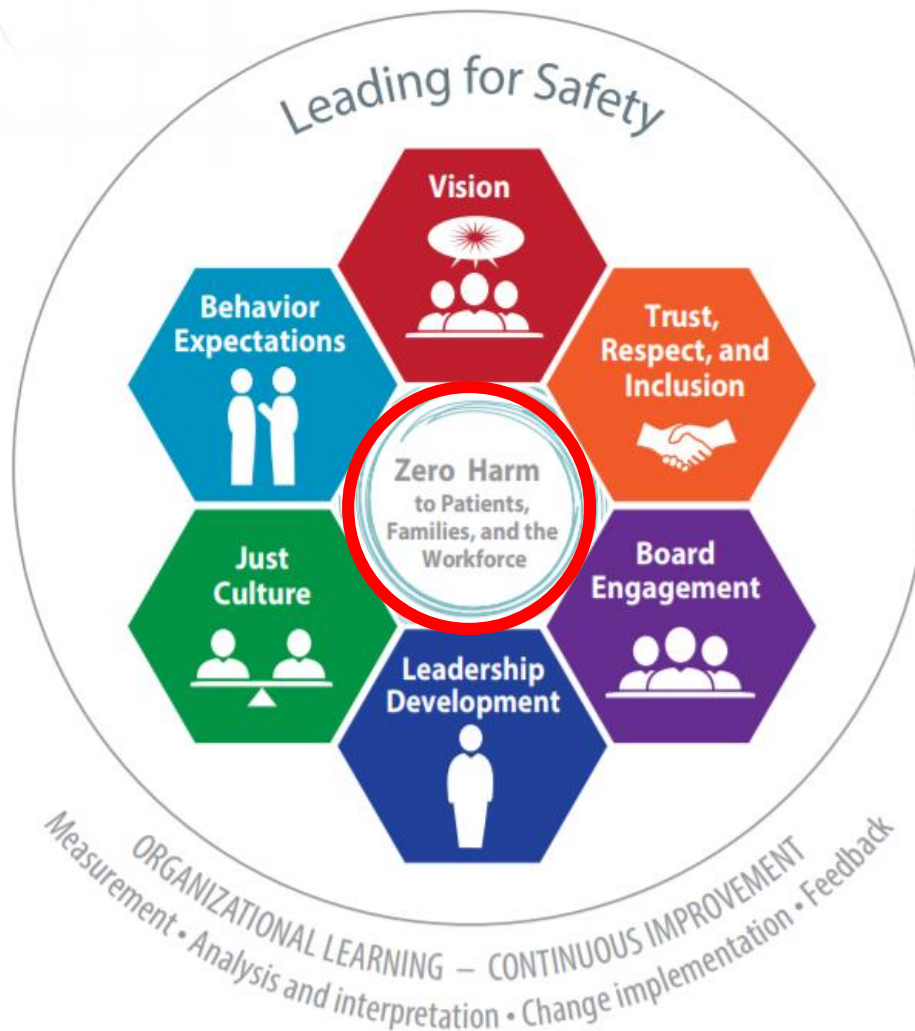 Leading for Safety
Vision
Behavior
Expectations
Trust,
Respect, and
Inclusion
Zero Harm
to Patients,
Families, and the
Workforce
Just
Culture
Board
Engagement
Leadership
Development
ORGANIZATIONAL LEARNING – CONTINUOUS IMPROVEMENT
Measurement • Analysis and interpretation • Change implementation • Feedback